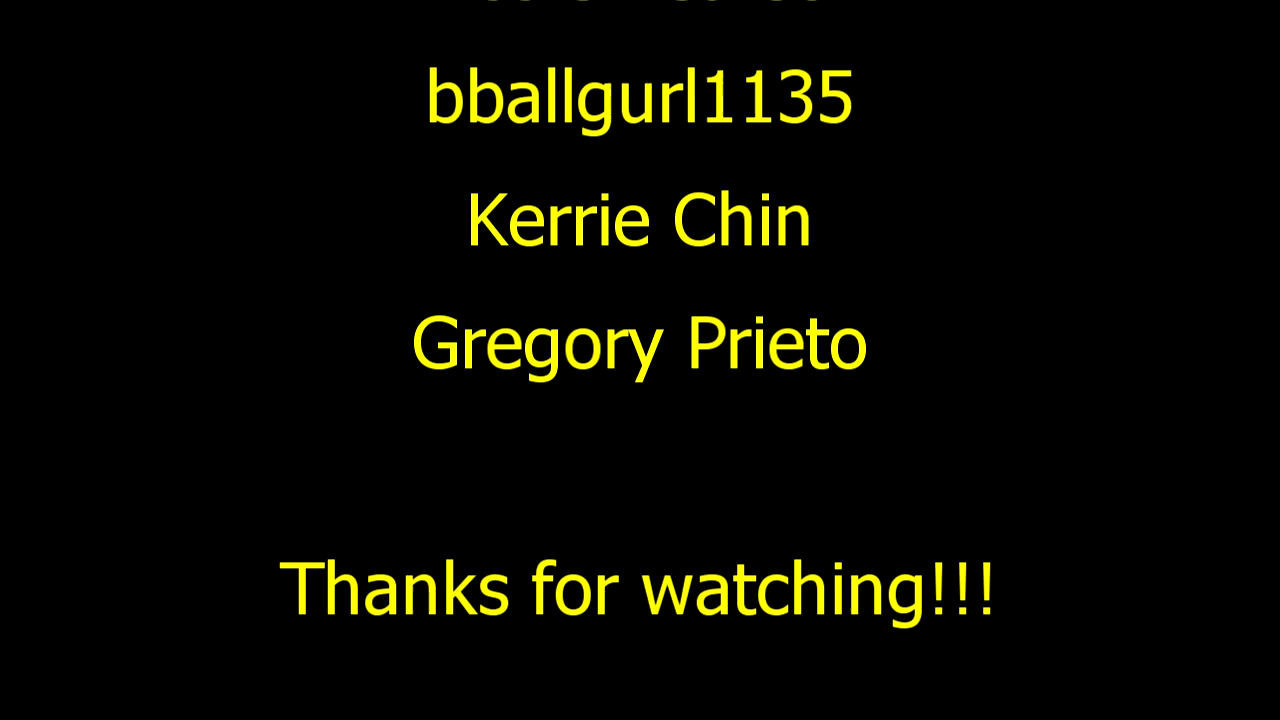 bballgurl1135
Kerrie Chin
Gregory Prieto
Thanks for watching!!!